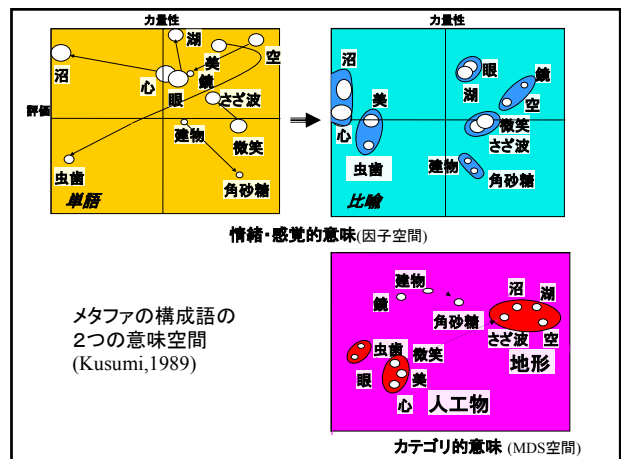 力量性
力量性
湖
沼
美
空
心
眼
鏡
さざ波
評価
建物
微笑
虫歯
角砂糖
単語
沼
眼
鏡
美
湖
空
微笑
さざ波
心
建物
虫歯
角砂糖
比喩
情緒・感覚的意味(因子空間)
メタファの構成語の
2つの意味空間
(Kusumi,1989)
建物
沼
湖
鏡
角砂糖
さざ波
空
虫歯
微笑
地形
眼
美
人工物
心
カテゴリ的意味 (MDS空間)